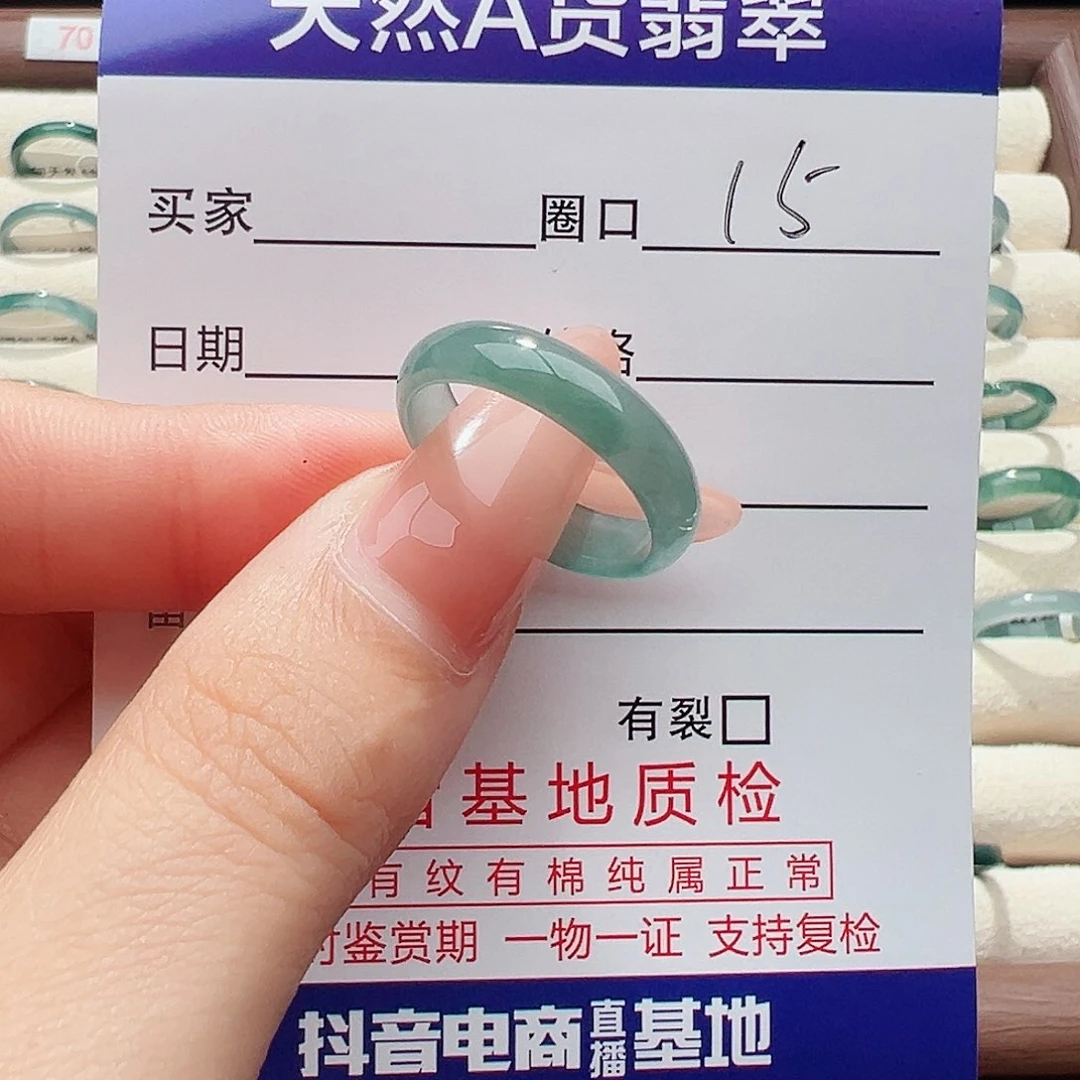 70
天然A货翡翠
买家 圈口 15
日期 格
有裂
基地质检
有纹有棉纯属正常
时鉴赏期 一物一证 支持复检
抖音电商直播基地